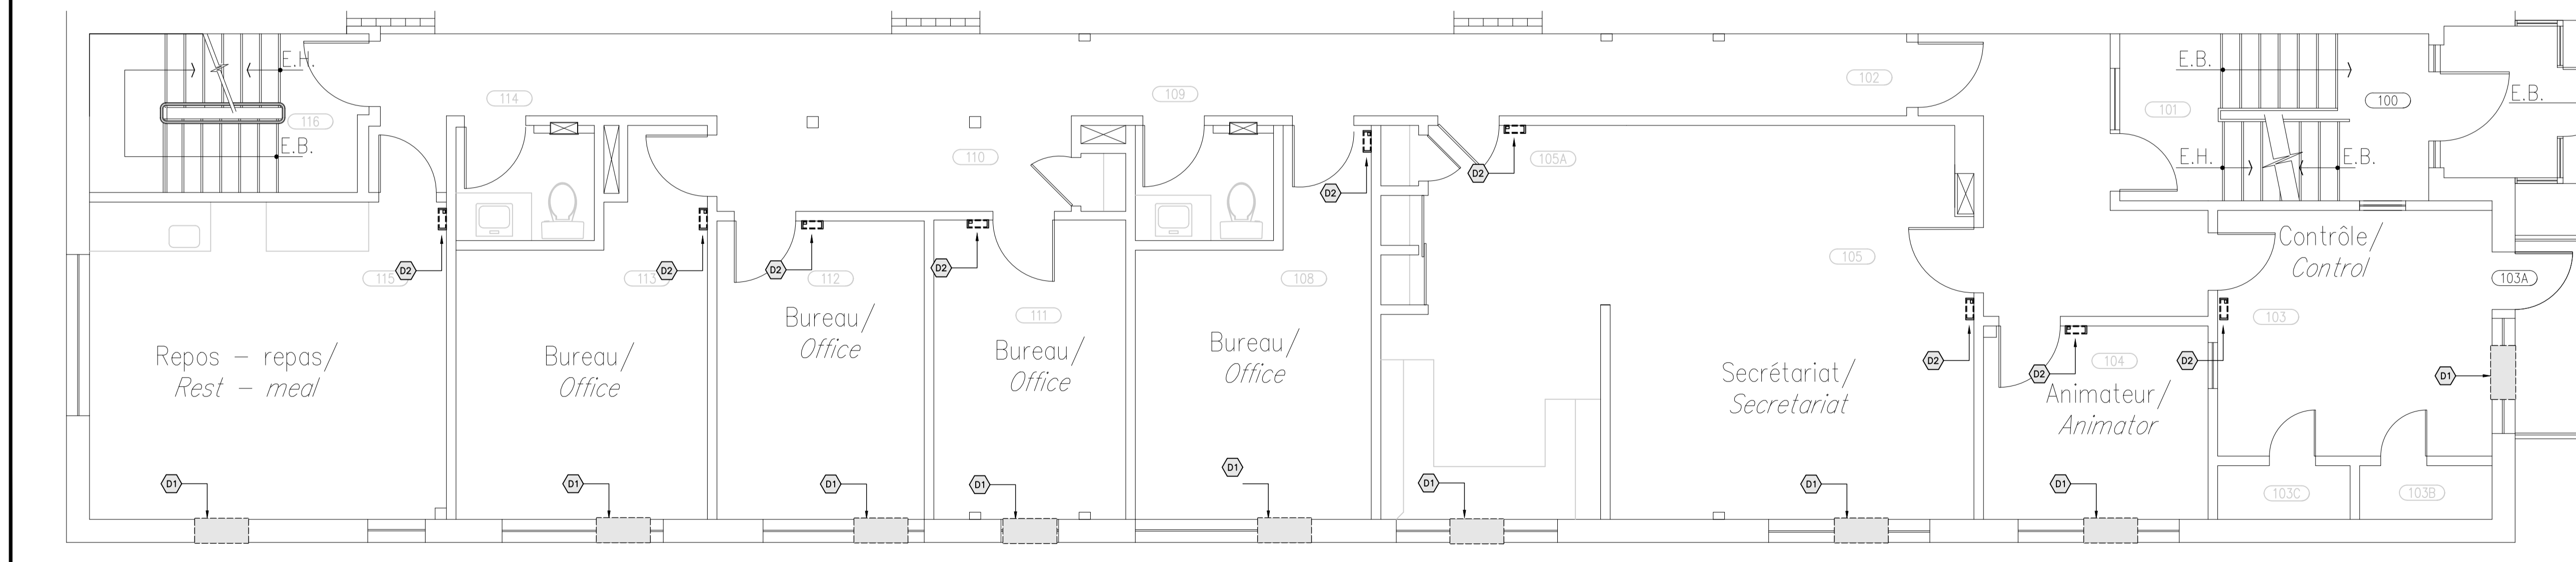 E.H.
116
E.B.
114
109
102
E.B.
101
E.H.
E.B.
100
E.B.
110
105A
D2
D2
D2
115
D2
113
D2
112
D2
111
108
105
Contrôle/
Control
103A
103
Repos – repas/
Rest – meal
Bureau/
Office
Bureau/
Office
Bureau/
Office
Bureau/
Office
Secrétariat/
Secretariat
D2
D2
104
D2
Animateur/
Animator
D1
D1
D1
D1
D1
D1
D1
D1
D1
103C
103B